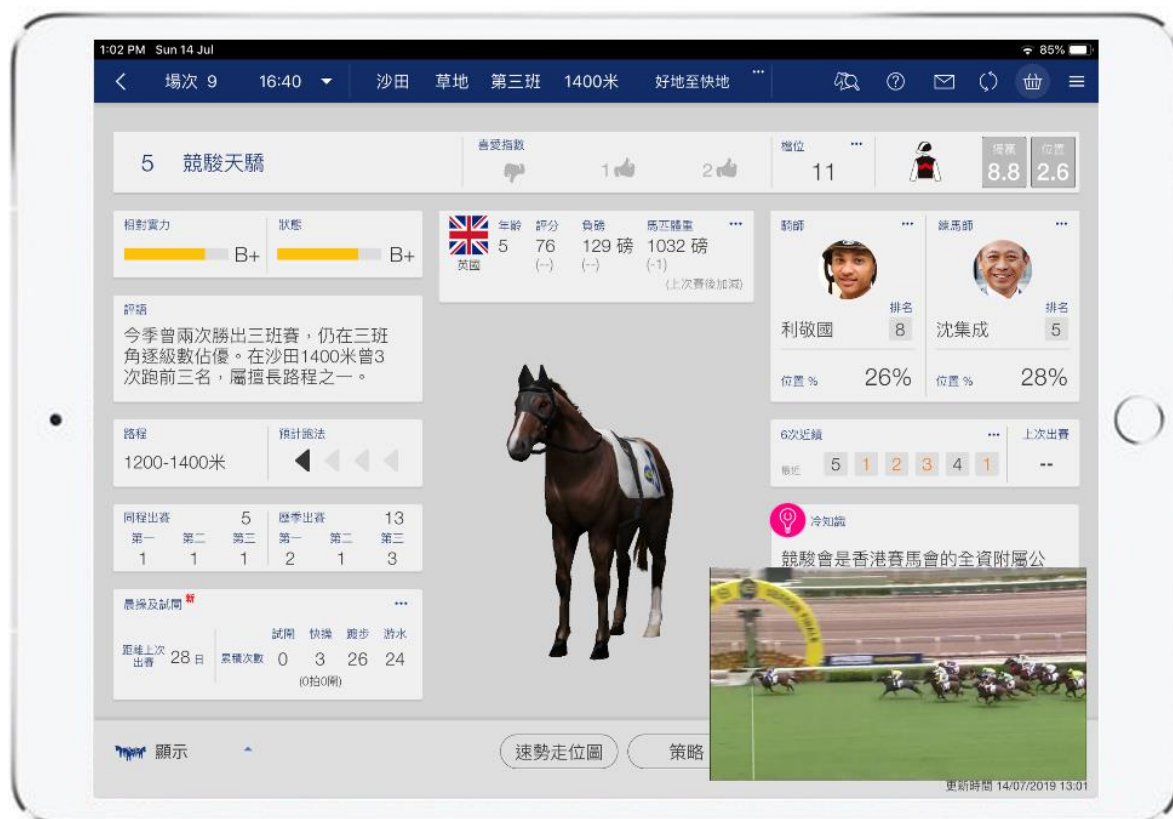 1:02 PM Sun 14 Jul
85%
場次 9 16:40 沙田 草地 第三班 1400米 好地至快地
5 競駿天驕
喜愛指數
1 2
檔位
11
獨贏
8.8
位置
2.6
相對實力
B+
狀態
B+
評語
今季曾兩次勝出三班賽，仍在三班
角逐級數佔優。在沙田1400米曾3
次跑前三名，屬擅長路程之一。
路程
1200-1400米
預計跑法
同程出賽 5
第一 第二 第三
1 1 1
歷季出賽 13
第一 第二 第三
2 1 3
晨操及試閘 新
試閘 快操 踱步 游水
距離上次
出賽
28 日
累積次數 0 3 26 24
(0拍0閘)
英國
年齡 評分 負磅 馬匹體重
5 76 129 磅 1032 磅
(--) (--) (-1)
(上次賽後加減)
騎師
排名
利敬國 8
位置 % 26%
練馬師
排名
沈集成 5
位置 % 28%
6次近績
最近 5 1 2 3 4 1
上次出賽
--
冷知識
競駿會是香港賽馬會的全資附屬公
顯示
速勢走位圖
策略
更新時間 14/07/2019 13:01